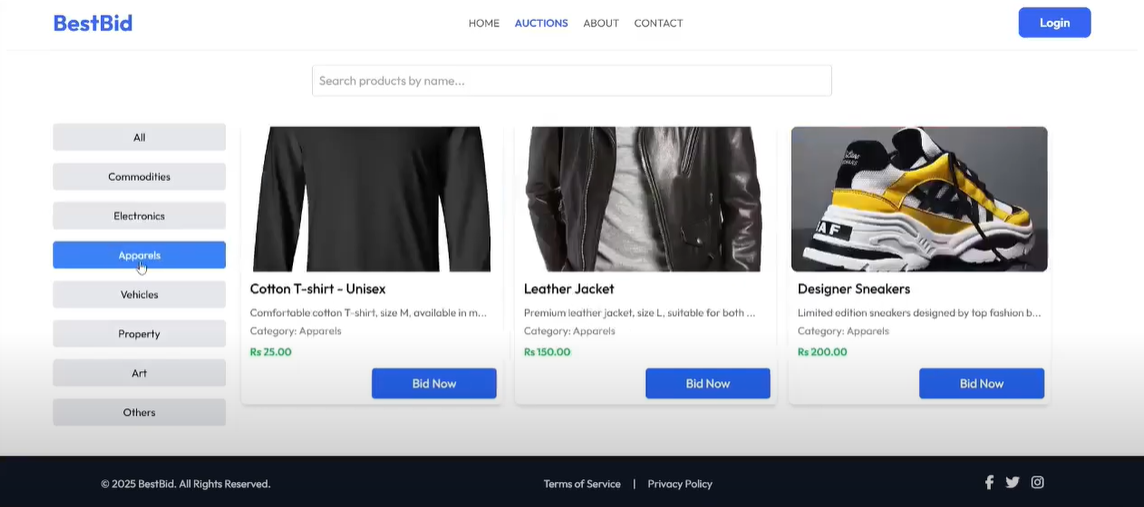 BestBid
HOME AUCTIONS ABOUT CONTACT
Login
Search products by name...
All
Commodities
Electronics
Apparels
Vehicles
Property
Art
Others
Cotton T-shirt - Unisex
Comfortable cotton T-shirt, size M, available in m...
Category: Apparels
Rs 25.00
Bid Now
Leather Jacket
Premium leather jacket, size L, suitable for both ...
Category: Apparels
Rs 150.00
Bid Now
AF
Designer Sneakers
Limited edition sneakers designed by top fashion b...
Category: Apparels
Rs 200.00
Bid Now
© 2025 BestBid. All Rights Reserved.
Terms of Service | Privacy Policy